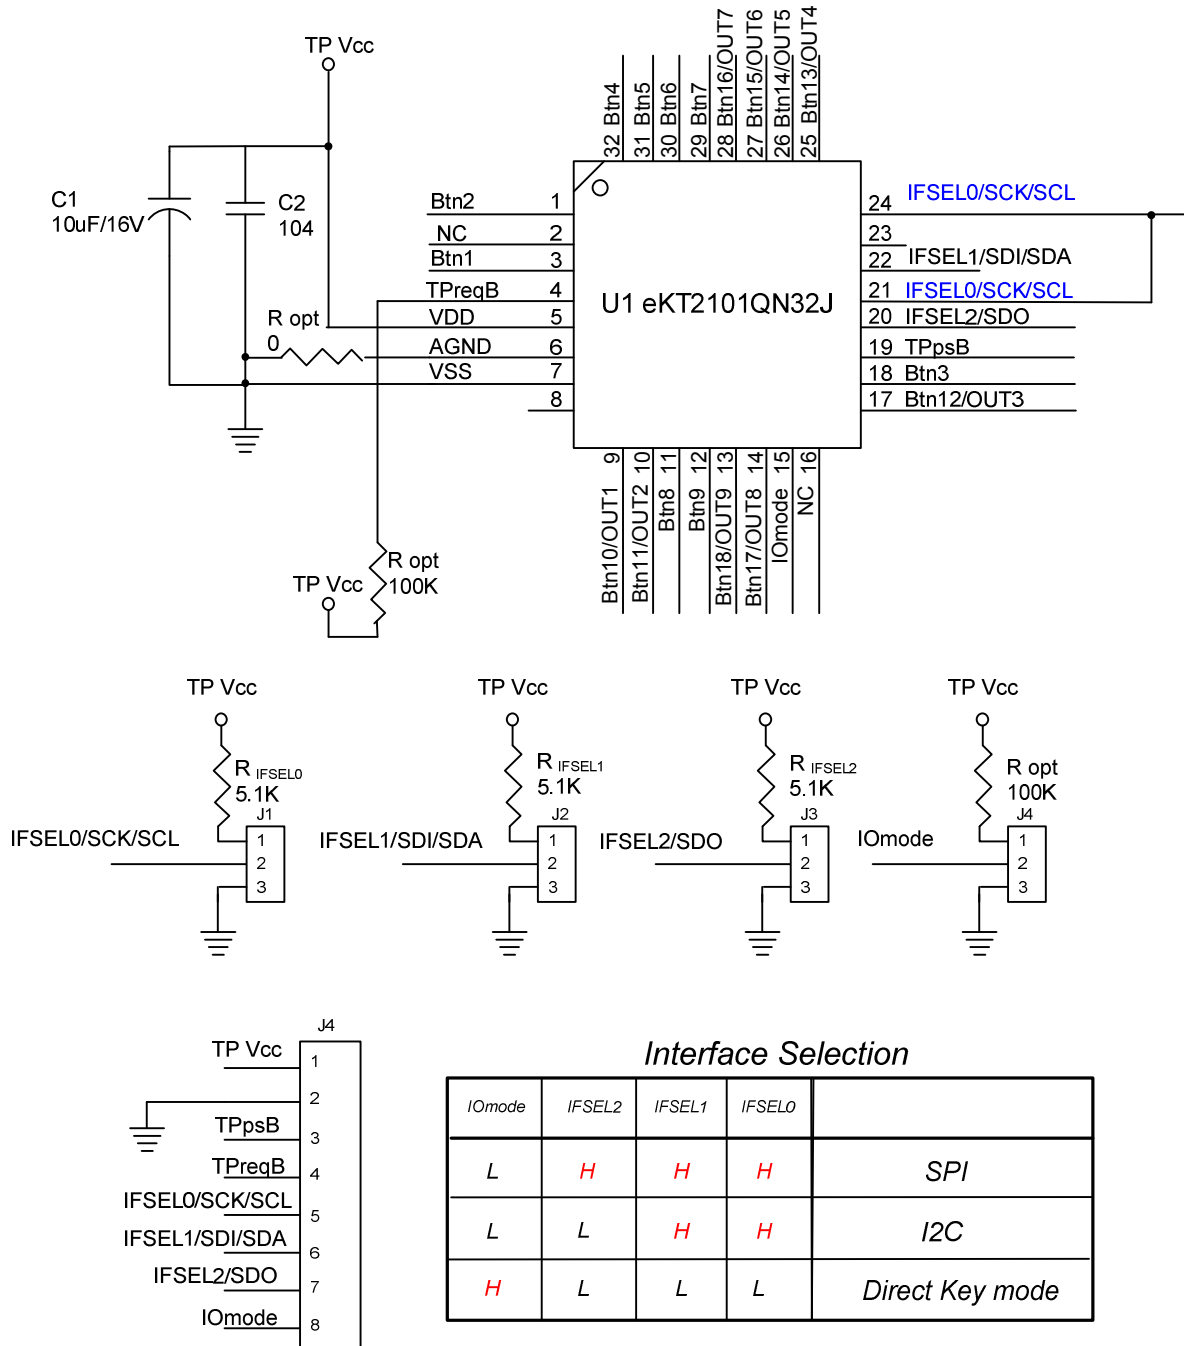 TP Vcc
C1
10uF/16V
C2
104
R opt
0
R opt
100K
TP Vcc
32 Btn4
31 Btn5
30 Btn6
29 Btn7
28 Btn16/OUT7
27 Btn15/OUT6
26 Btn14/OUT5
25 Btn13/OUT4
Btn2 1
NC 2
Btn1 3
TPreqB 4
VDD 5
AGND 6
VSS 7
8
U1 eKT2101QN32J
24 IFSEL0/SCK/SCL
23
22 IFSEL1/SDI/SDA
21 IFSEL0/SCK/SCL
20 IFSEL2/SDO
19 TPpsB
18 Btn3
17 Btn12/OUT3
Btn10/OUT1 9
Btn11/OUT2 10
Btn8 11
Btn9 12
Btn18/OUT9 13
Btn17/OUT8 14
IOmode 15
NC 16
TP Vcc
R IFSEL0
5.1K
J1
IFSEL0/SCK/SCL
1
2
3
TP Vcc
R IFSEL1
5.1K
J2
IFSEL1/SDI/SDA
1
2
3
TP Vcc
R IFSEL2
5.1K
J3
IFSEL2/SDO
1
2
3
TP Vcc
R opt
100K
J4
IOmode
1
2
3
J4
TP Vcc 1
2
TPpsB 3
TPreqB 4
IFSEL0/SCK/SCL 5
IFSEL1/SDI/SDA 6
IFSEL2/SDO 7
IOmode 8
Interface Selection
IOmode IFSEL2 IFSEL1 IFSEL0
L H H H SPI
L L H H I2C
H L L L Direct Key mode